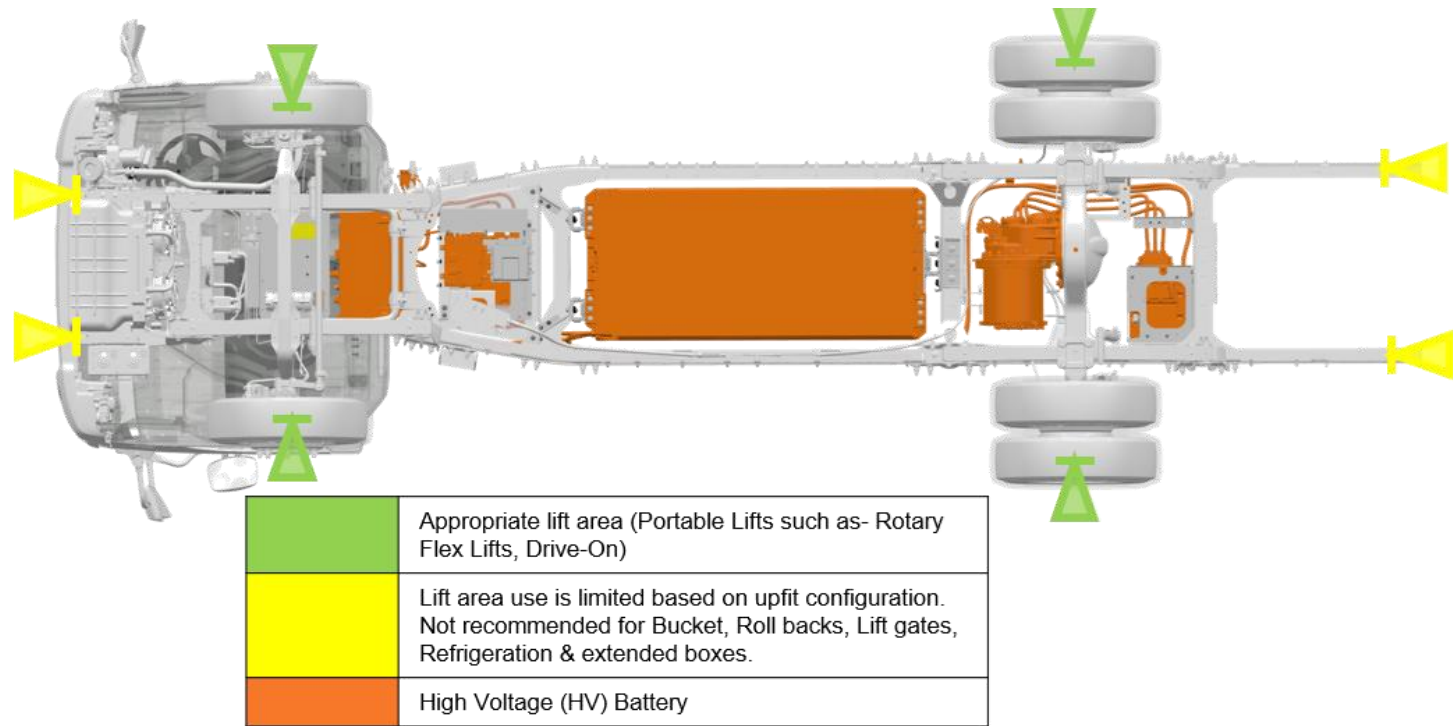 Appropriate lift area (Portable Lifts such as- Rotary
Flex Lifts, Drive-On)
Lift area use is limited based on upfit configuration.
Not recommended for Bucket, Roll backs, Lift gates,
Refrigeration & extended boxes.
High Voltage (HV) Battery